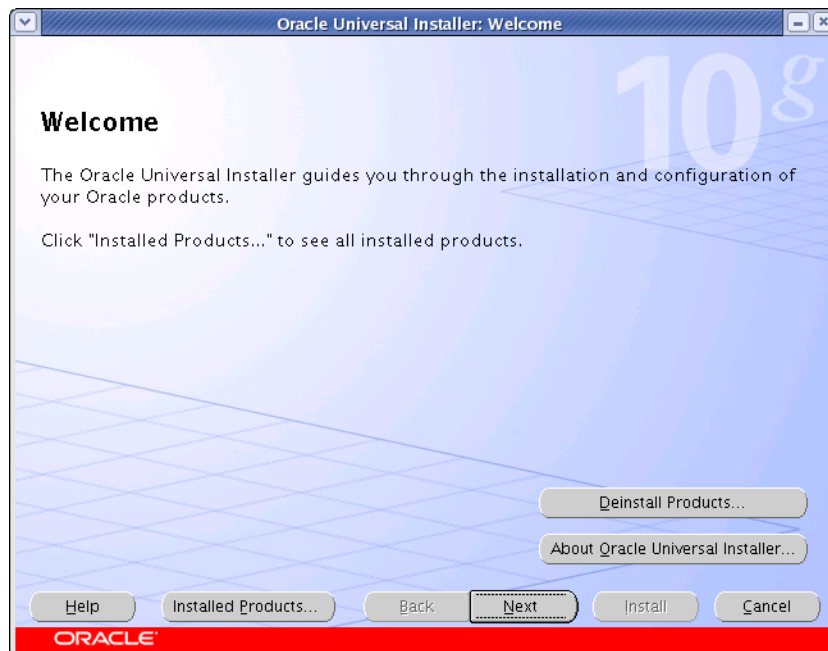 Oracle Universal Installer: Welcome
10g
Welcome
The Oracle Universal Installer guides you through the installation and configuration of
your Oracle products.
Click "Installed Products..." to see all installed products.
Deinstall Products...
About Oracle Universal Installer...
Help
Installed Products...
Back
Next
Install
Cancel
ORACLE